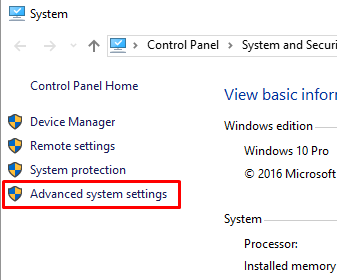 System
Control Panel
System and Securi
Control Panel Home
Device Manager
Remote settings
System protection
Advanced system settings
View basic infor
Windows edition
Windows 10 Pro
© 2016 Microsoft
System
Processor:
Installed memory